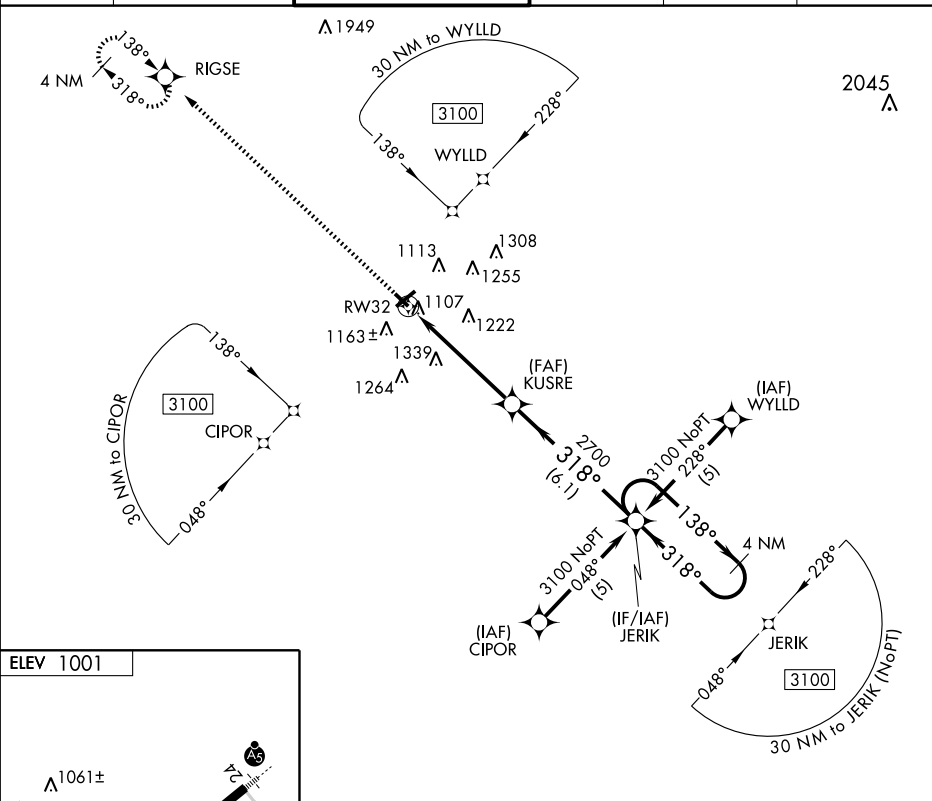 1949
30 NM to WYLLD
138°
RIGSE
4 NM
318°
2045
3100
228°
138°
WYLLD
1308
1113
1255
RW32
1107
1222
1163±
1339
1264
138°
(FAF)
KUSRE
3100
(IAF)
WYLLD
CIPOR
30 NM to CIPOR
2700
318°
(6.1)
3100 NoPT
228°
(5)
048°
138°
4 NM
318°
3100 NoPT
048°
(5)
228°
(IF/IAF)
JERIK
(IAF)
CIPOR
JERIK
ELEV 1001
048°
3100
30 NM to JERIK (NoPT)
A5
24
1061±